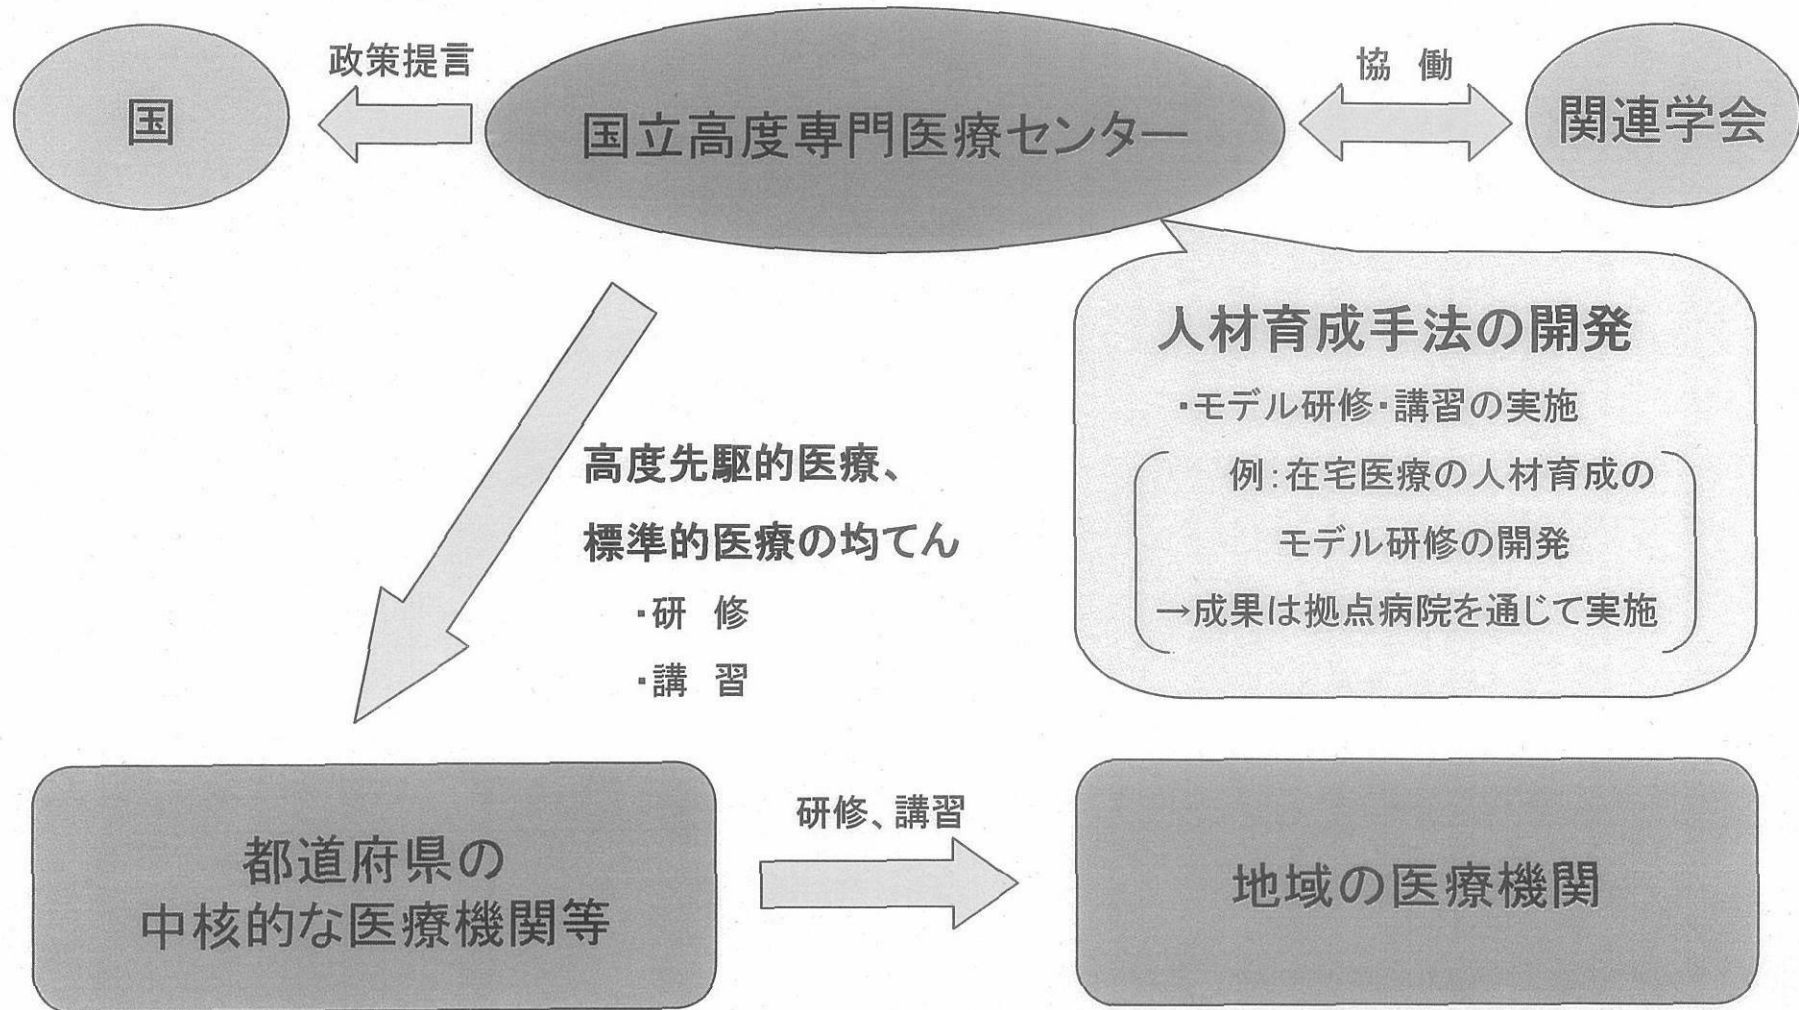 国
政策提言
国立高度専門医療センター
協 働
関連学会
人材育成手法の開発
・モデル研修・講習の実施
例：在宅医療の人材育成の
モデル研修の開発
→成果は拠点病院を通じて実施
高度先駆的医療、
標準的医療の均てん
・研 修
・講 習
都道府県の
中核的な医療機関等
研修、講習
地域の医療機関